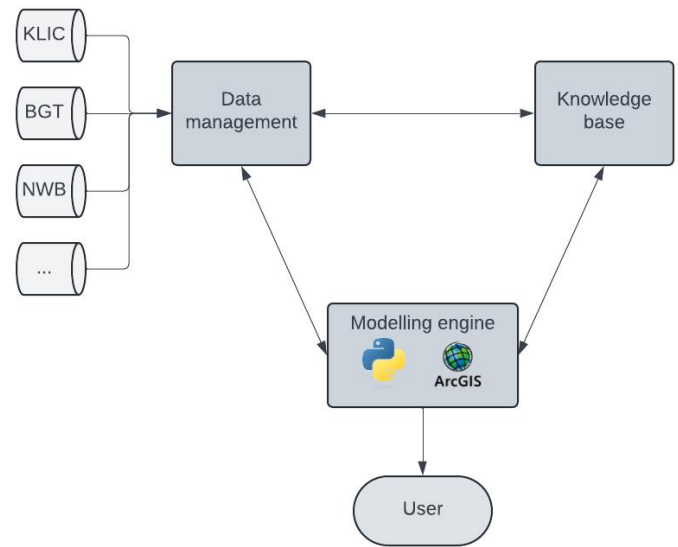 KLIC
BGT
NWB
...
Data
management
Knowledge
base
Modelling engine
ArcGIS
User